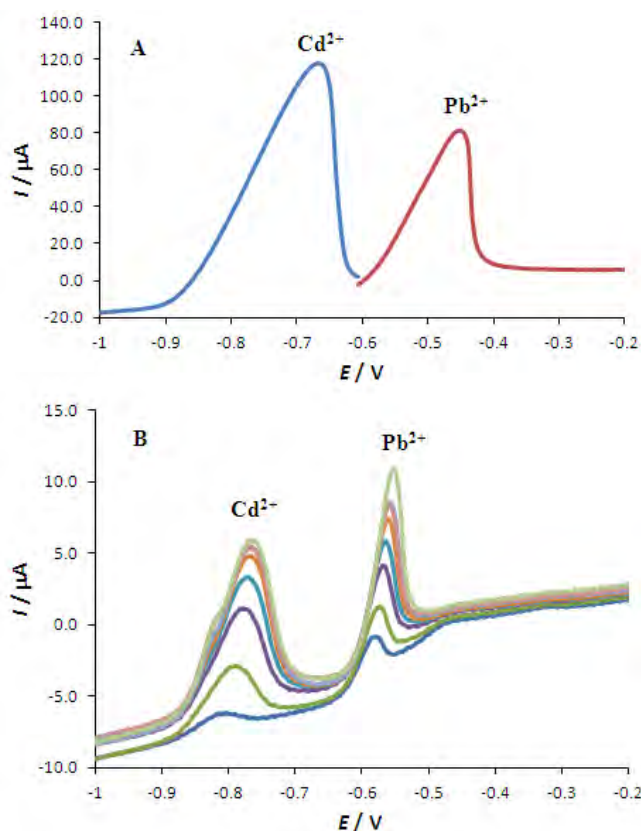 140.0
A
Cd²⁺
120.0
100.0
Pb²⁺
80.0
I / µA
60.0
40.0
20.0
0.0
-20.0
-1 -0.9 -0.8 -0.7 -0.6 -0.5 -0.4 -0.3 -0.2
E / V
15.0
B
Pb²⁺
10.0
Cd²⁺
5.0
I / µA
0.0
-5.0
-10.0
-1 -0.9 -0.8 -0.7 -0.6 -0.5 -0.4 -0.3 -0.2
E / V